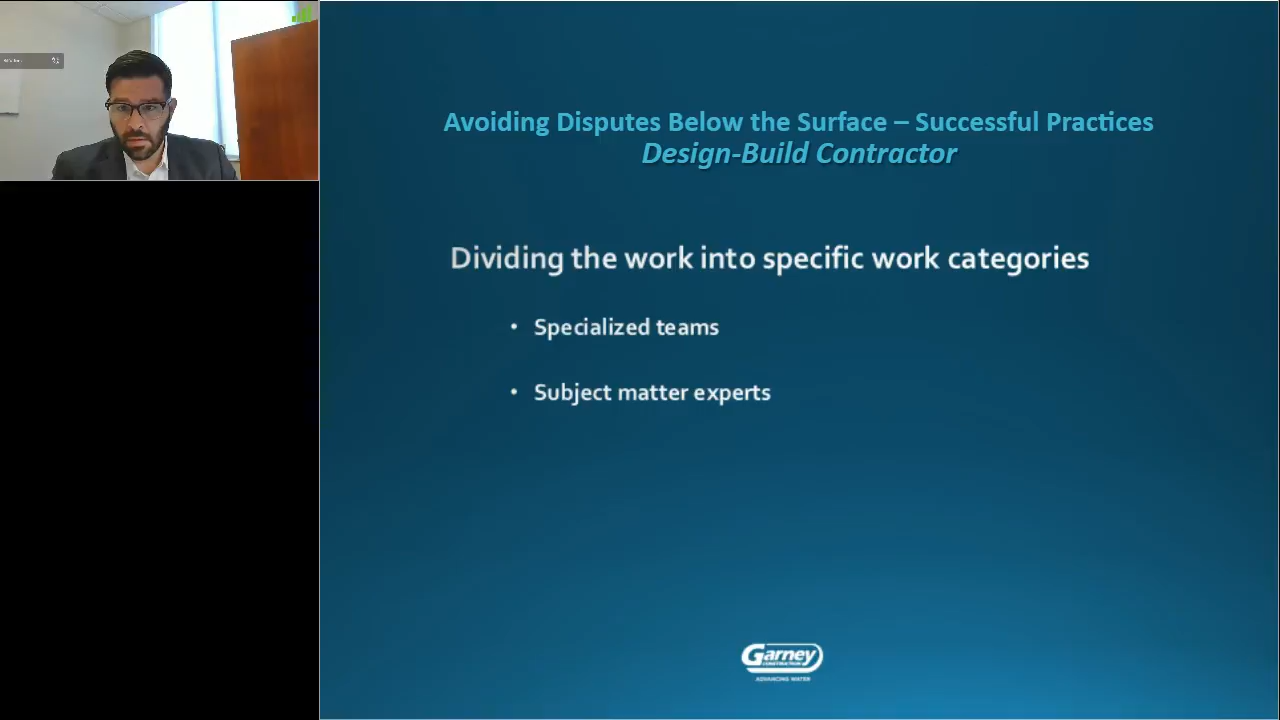 Avoiding Disputes Below the Surface – Successful Practices
Design-Build Contractor
Dividing the work into specific work categories
• Specialized teams
• Subject matter experts
Garney
CONSTRUCTION
ADVANCING WATER